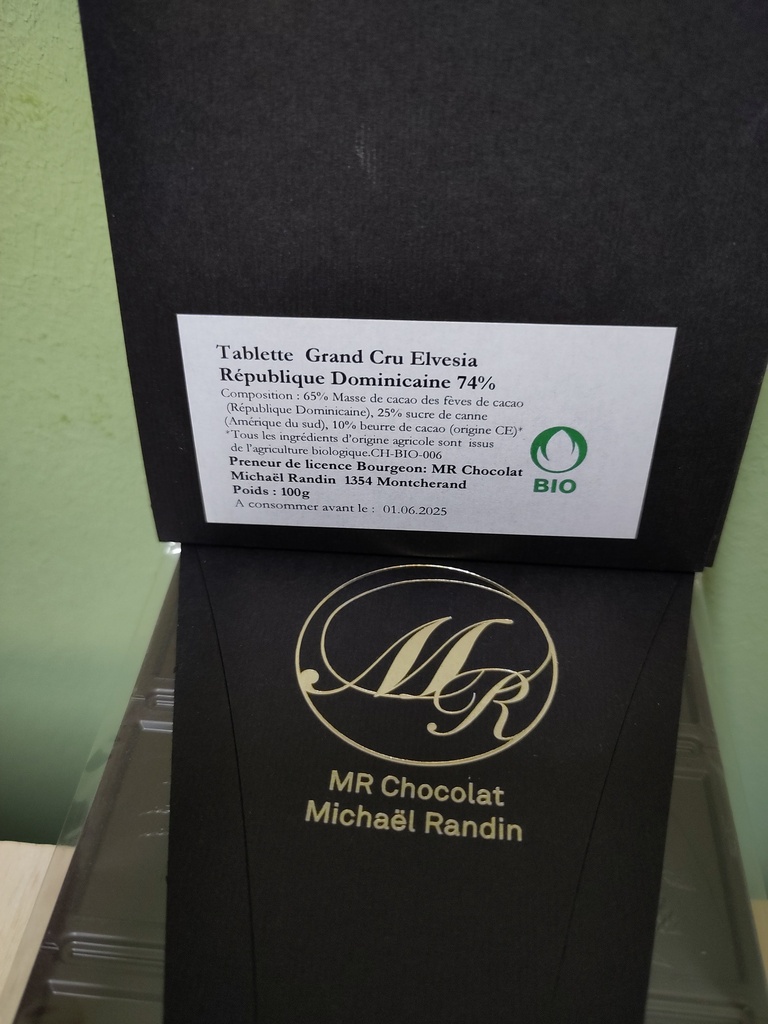 Tablette Grand Cru Elvesia
République Dominicaine 74%
Composition : 65% Masse de cacao des fèves de cacao
(République Dominicaine), 25% sucre de canne
(Amérique du sud), 10% beurre de cacao (origine CE)*
*Tous les ingrédients d'origine agricole sont issus
de l'agriculture biologique.CH-BIO-006
Preneur de licence Bourgeon: MR Chocolat
Michaël Randin 1354 Montcherand
Poids : 100g
A consommer avant le : 01.06.2025
BIO
MR
MR Chocolat
Michaël Randin